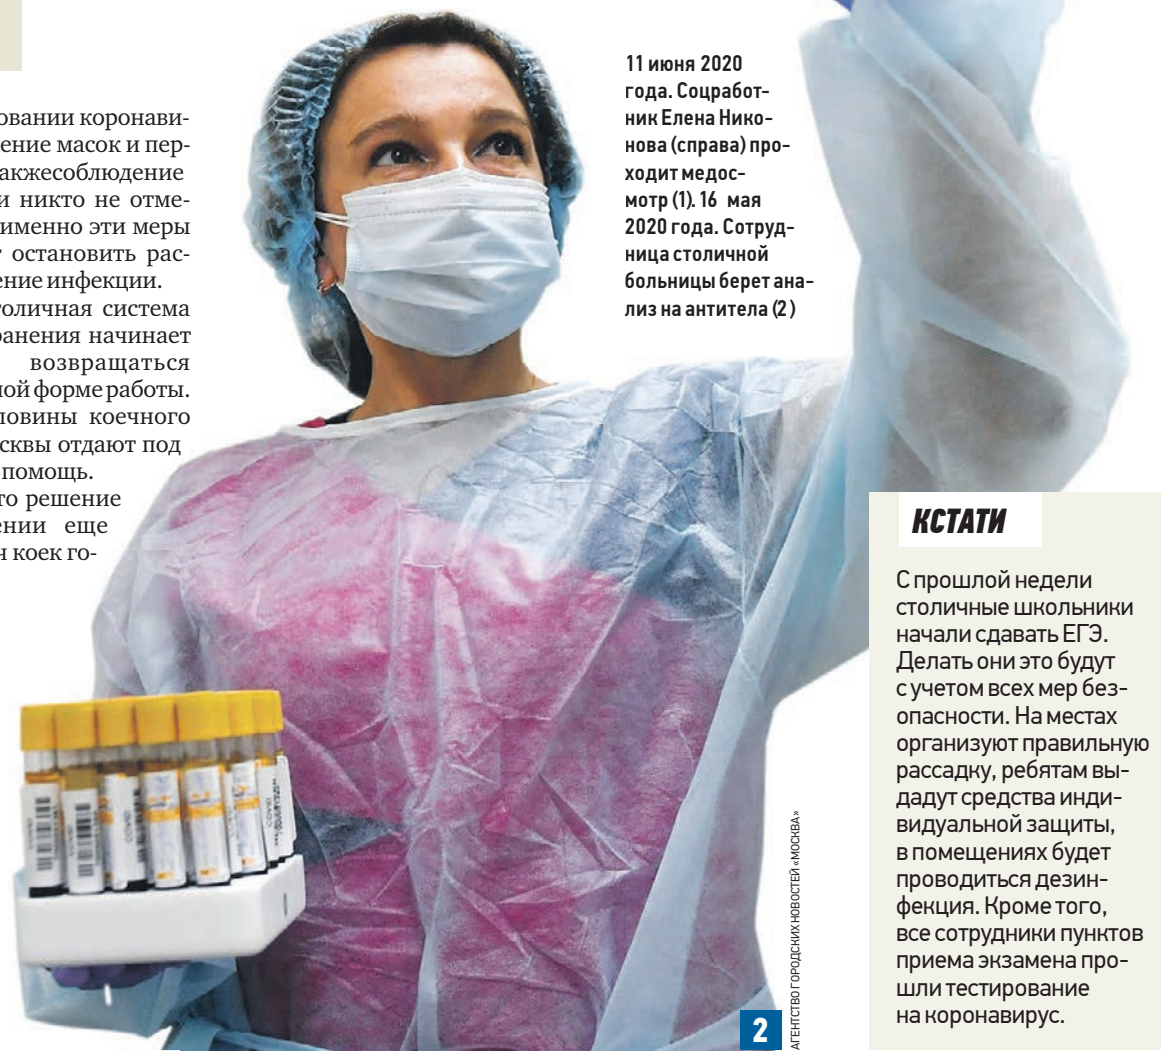 овании коронави-
ение масок и пер-
акжесоблюдение
и никто не отме-
именно эти меры
т остановить рас-
ение инфекции.
толичная система
ранения начинает
возвращаться
ной форме работы.
ловины коечного
сквы отдают под
помощь.
то решение
ении еще
ч коек го-
11 июня 2020
года. Соцработ-
ник Елена Нико-
нова (справа) про-
ходит медос-
мотр (1). 16 мая
2020 года. Сотруд-
ница столичной
больницы берет ана-
лиз на антитела (2 )
КСТАТИ
С прошлой недели
столичные школьники
начали сдавать ЕГЭ.
Делать они это будут
с учетом всех мер без-
опасности. На местах
организуют правильную
рассадку, ребятам вы-
дадут средства инди-
видуальной защиты,
в помещениях будет
проводиться дезин-
фекция. Кроме того,
все сотрудники пунктов
приема экзамена про-
шли тестирование
на коронавирус.
АГЕНТСТВО ГОРОДСКИХ НОВОСТЕЙ «МОСКВА»
2